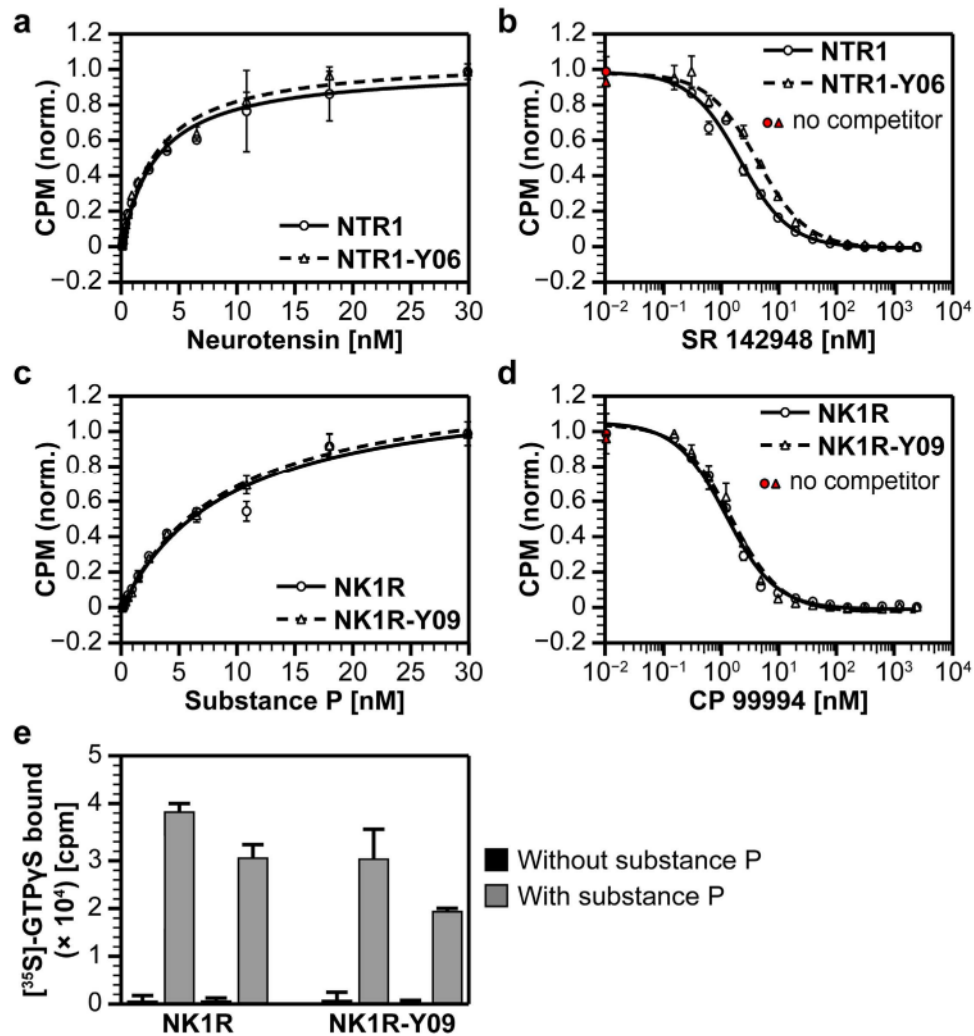 a
1.2
1.0
0.8
0.6
0.4
0.2
0
−0.2
CPM (norm.)
NTR1
NTR1-Y06
0 5 10 15 20 25 30
Neurotensin [nM]
b
1.2
1.0
0.8
0.6
0.4
0.2
0
−0.2
CPM (norm.)
NTR1
NTR1-Y06
no competitor
10⁻² 10⁻¹ 10⁰ 10¹ 10² 10³ 10⁴
SR 142948 [nM]
c
1.2
1.0
0.8
0.6
0.4
0.2
0
−0.2
CPM (norm.)
NK1R
NK1R-Y09
0 5 10 15 20 25 30
Substance P [nM]
d
1.2
1.0
0.8
0.6
0.4
0.2
0
−0.2
CPM (norm.)
NK1R
NK1R-Y09
no competitor
10⁻² 10⁻¹ 10⁰ 10¹ 10² 10³ 10⁴
CP 99994 [nM]
e
5
4
3
2
1
0
[³⁵S]-GTPγS bound
(× 10⁴) [cpm]
NK1R NK1R-Y09
Without substance P
With substance P